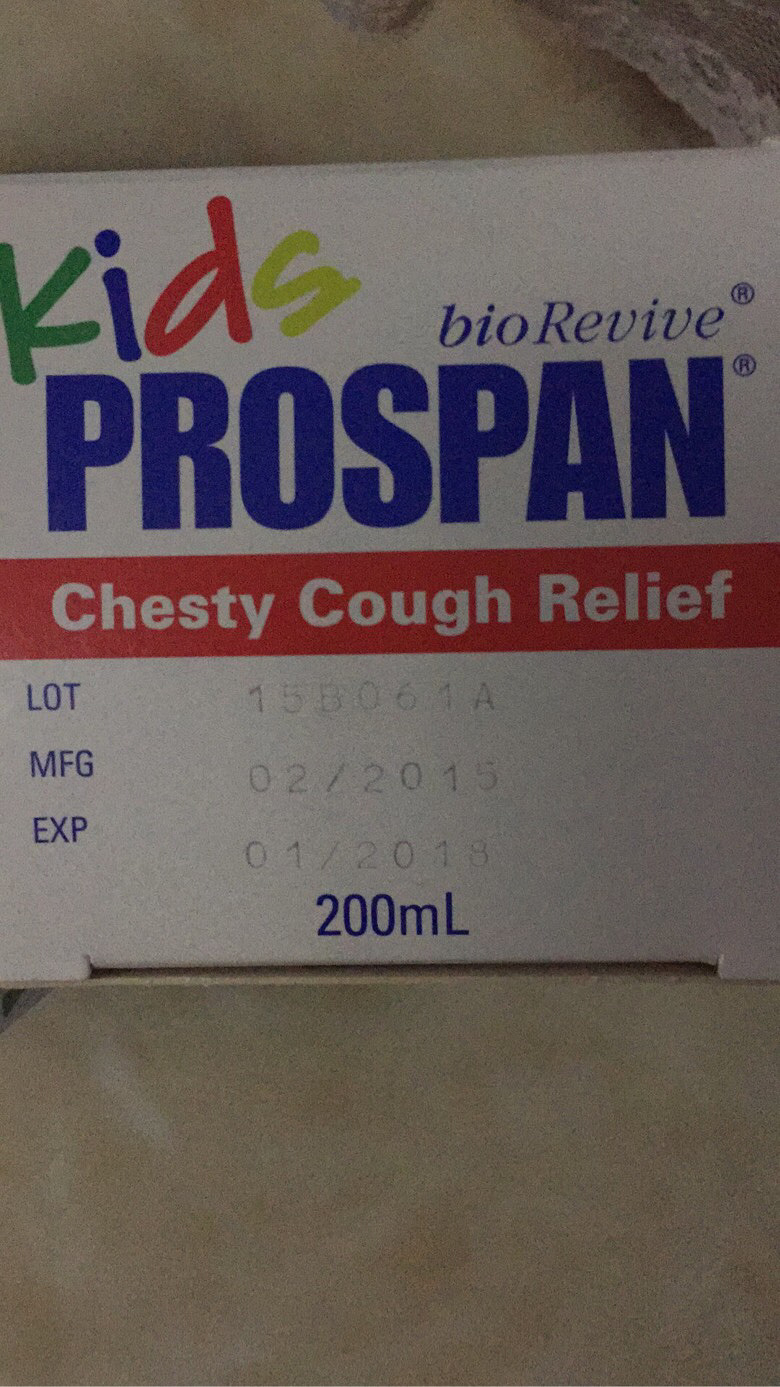 Kids
bioRevive®
PROSPAN®
Chesty Cough Relief
LOT 15B061A
MFG 02/2015
EXP 01/2018
200mL